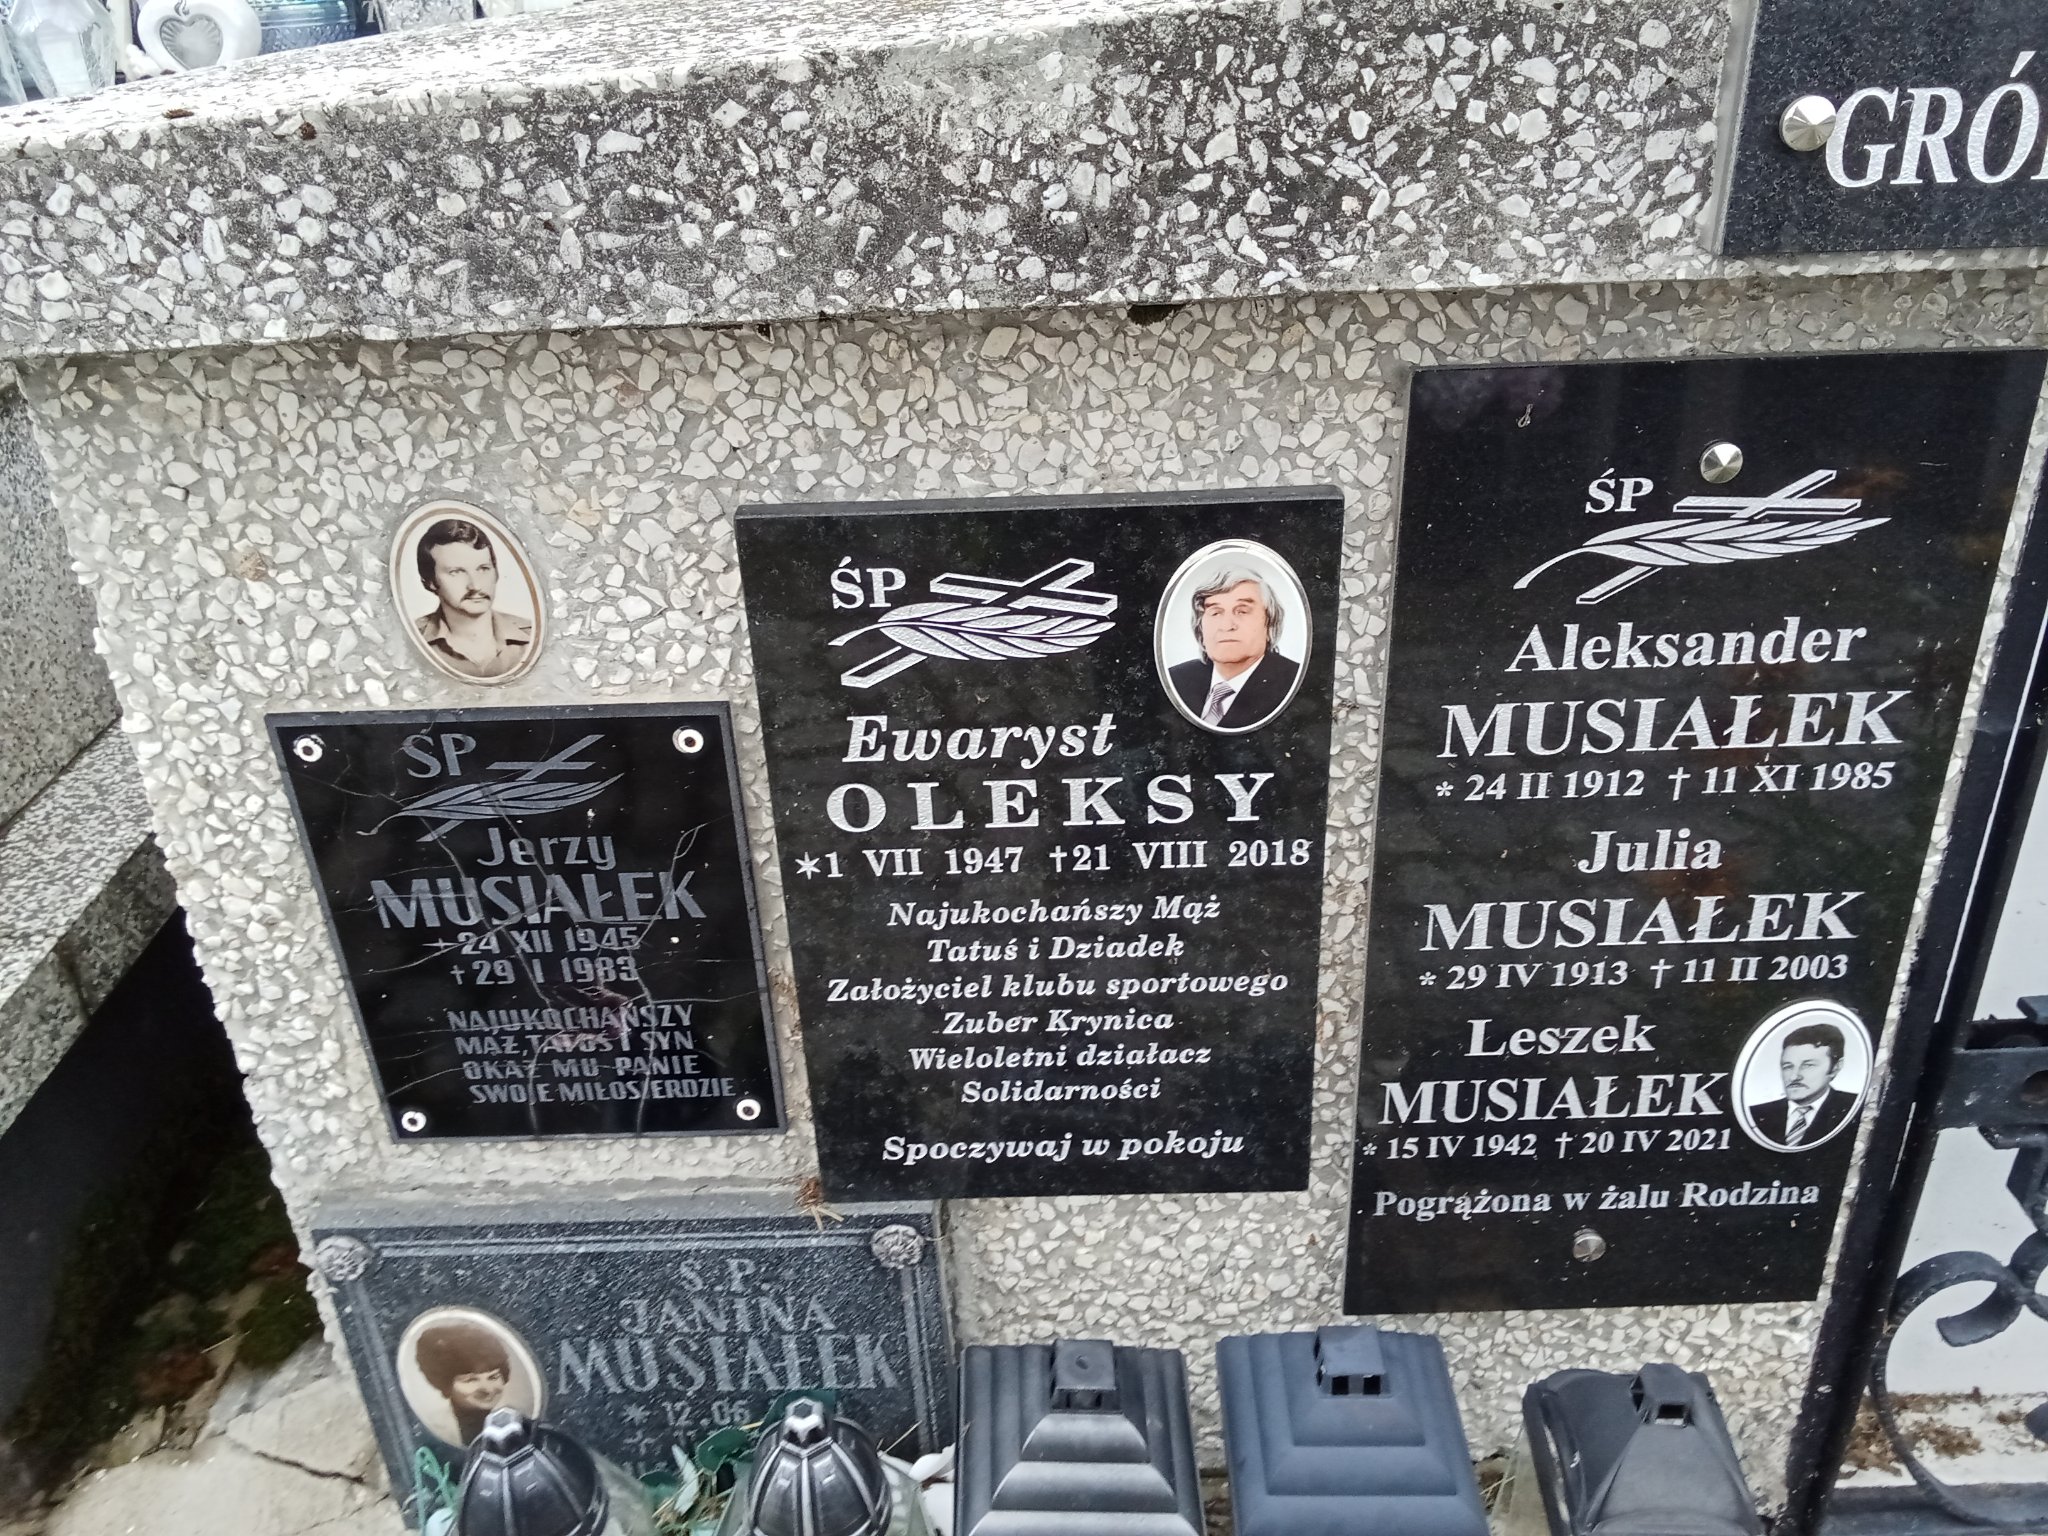 GRÓ
ŚP
Jerzy
MUSIAŁEK
* 24 XII 1945
† 29 I 1983
NAJUKOCHAŃSZY
MĄŻ, TATUŚ I SYN
OKAŻ MU PANIE
SWOJE MIŁOSIERDZIE
ŚP
Ewaryst
OLEKSY
*1 VII 1947 †21 VIII 2018
Najukochańszy Mąż
Tatuś i Dziadek
Założyciel klubu sportowego
Zuber Krynica
Wieloletni działacz
Solidarności
Spoczywaj w pokoju
ŚP
Aleksander
MUSIAŁEK
* 24 II 1912 † 11 XI 1985
Julia
MUSIAŁEK
* 29 IV 1913 † 11 II 2003
Leszek
MUSIAŁEK
* 15 IV 1942 † 20 IV 2021
Pogrążona w żalu Rodzina
Ś.P.
JANINA
MUSIAŁEK
* 12.06